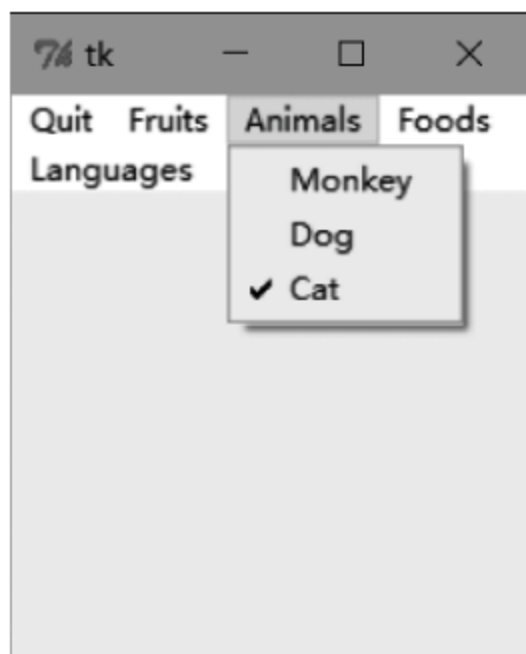 tk
Quit Fruits Animals Foods
Languages
Monkey
Dog
Cat